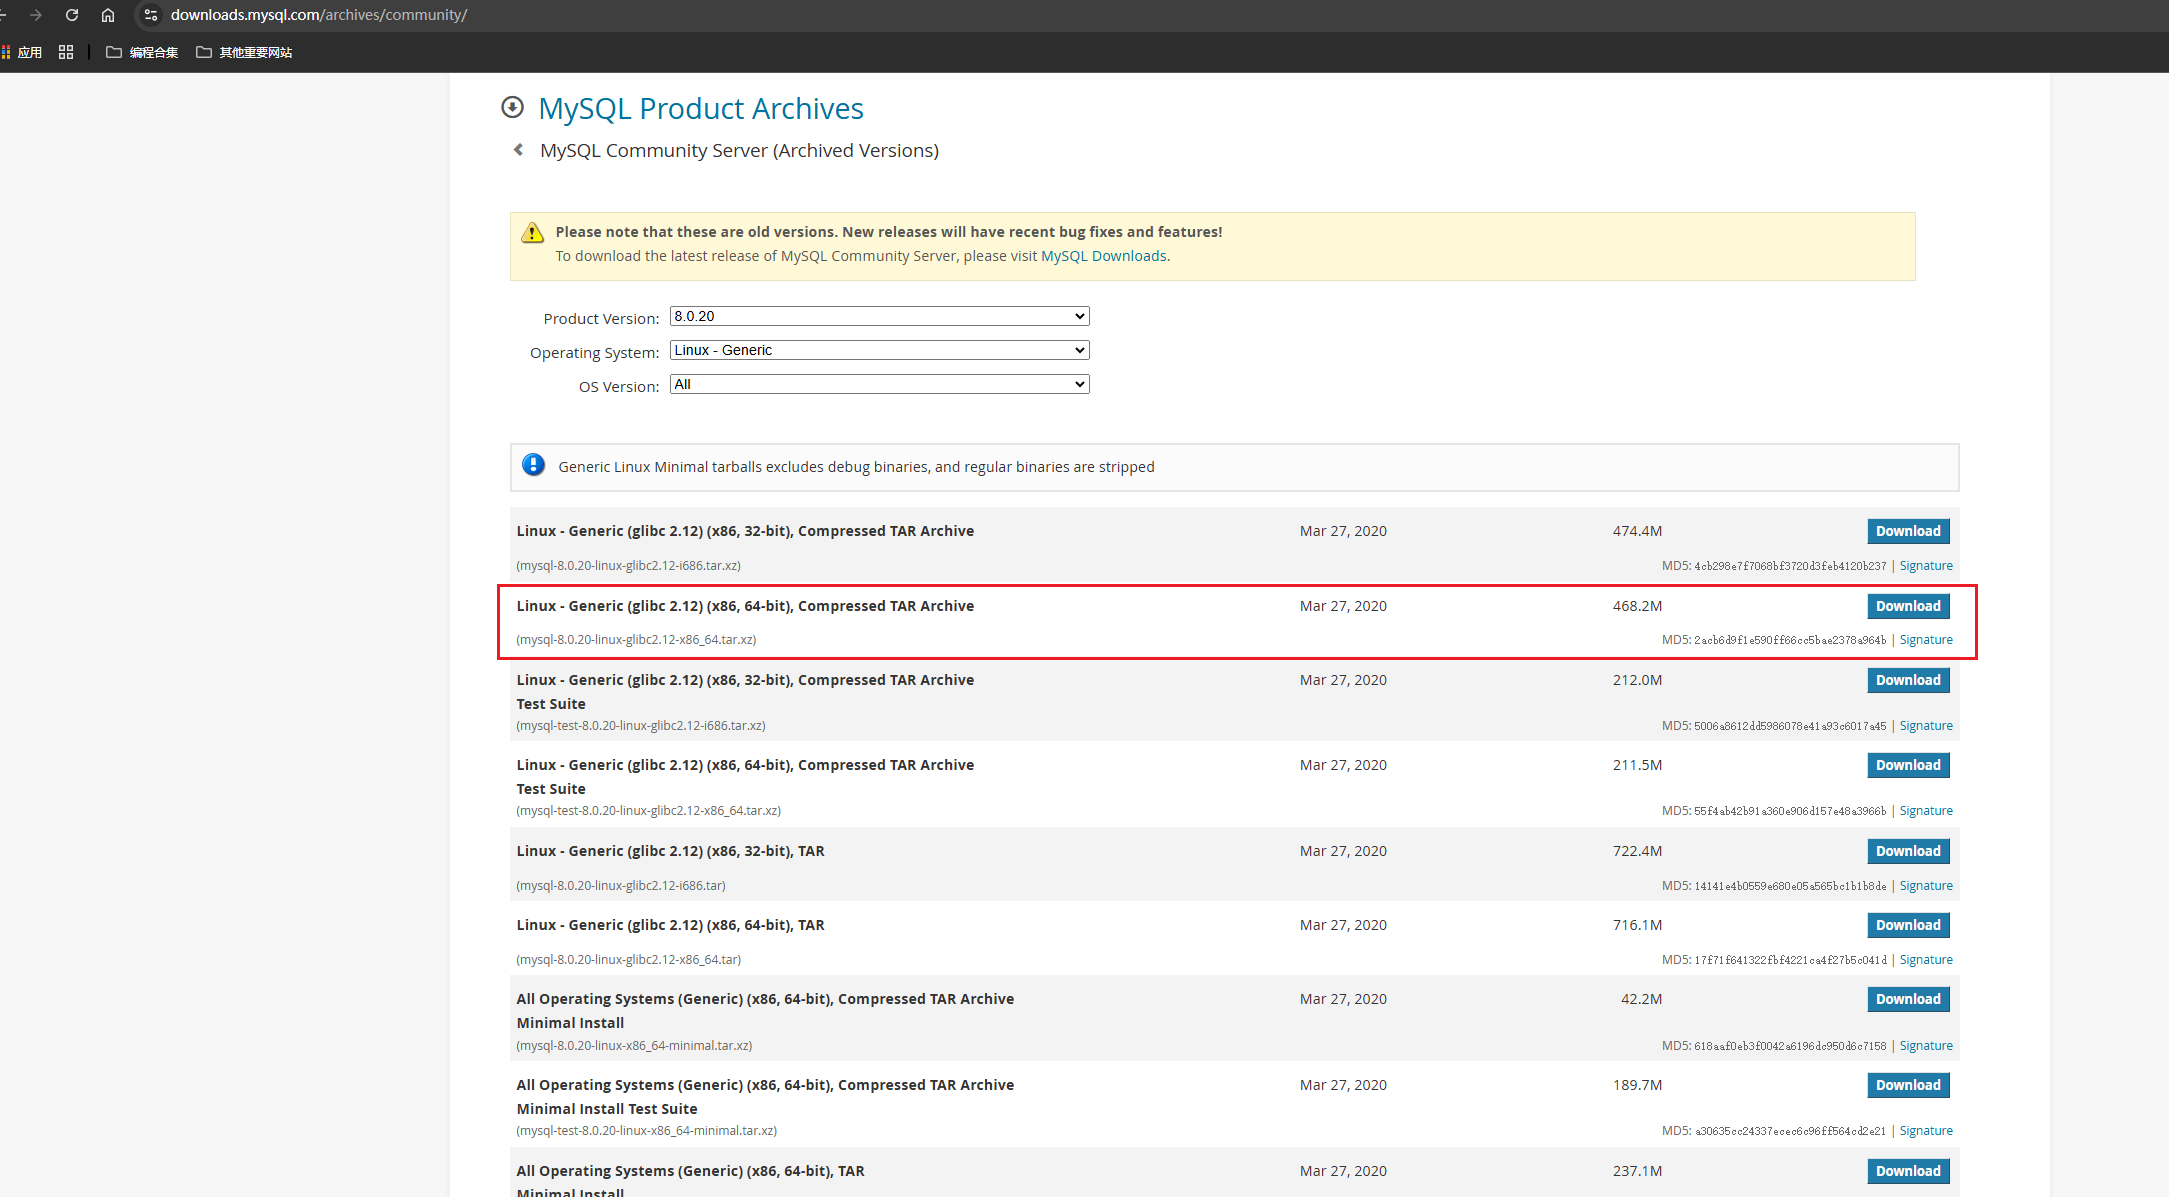 downloads.mysql.com/archives/community/
应用 编程合集 其他重要网站
MySQL Product Archives
MySQL Community Server (Archived Versions)
Please note that these are old versions. New releases will have recent bug fixes and features!
To download the latest release of MySQL Community Server, please visit MySQL Downloads.
Product Version: 8.0.20
Operating System: Linux - Generic
OS Version: All
Generic Linux Minimal tarballs excludes debug binaries, and regular binaries are stripped
Linux - Generic (glibc 2.12) (x86, 32-bit), Compressed TAR Archive Mar 27, 2020 474.4M Download
(mysql-8.0.20-linux-glibc2.12-i686.tar.xz) MD5: 4cb298e7f7068bf3720d3feb4120b237 | Signature
Linux - Generic (glibc 2.12) (x86, 64-bit), Compressed TAR Archive Mar 27, 2020 468.2M Download
(mysql-8.0.20-linux-glibc2.12-x86_64.tar.xz) MD5: 2acb6d9f1e590ff66cc5bae2378a964b | Signature
Linux - Generic (glibc 2.12) (x86, 32-bit), Compressed TAR Archive Mar 27, 2020 212.0M Download
Test Suite
(mysql-test-8.0.20-linux-glibc2.12-i686.tar.xz) MD5: 5006a8612dd5986078e41a93c6017a45 | Signature
Linux - Generic (glibc 2.12) (x86, 64-bit), Compressed TAR Archive Mar 27, 2020 211.5M Download
Test Suite
(mysql-test-8.0.20-linux-glibc2.12-x86_64.tar.xz) MD5: 55f4ab42b91a360e906d157e48a3966b | Signature
Linux - Generic (glibc 2.12) (x86, 32-bit), TAR Mar 27, 2020 722.4M Download
(mysql-8.0.20-linux-glibc2.12-i686.tar) MD5: 14141e4b0559e680e05a565bc1b1b8de | Signature
Linux - Generic (glibc 2.12) (x86, 64-bit), TAR Mar 27, 2020 716.1M Download
(mysql-8.0.20-linux-glibc2.12-x86_64.tar) MD5: 17f71f641322fbf4221ca4f27b5c041d | Signature
All Operating Systems (Generic) (x86, 64-bit), Compressed TAR Archive Mar 27, 2020 42.2M Download
Minimal Install
(mysql-8.0.20-linux-x86_64-minimal.tar.xz) MD5: 618aaf0eb3f0042a6196dc950d6c7158 | Signature
All Operating Systems (Generic) (x86, 64-bit), Compressed TAR Archive Mar 27, 2020 189.7M Download
Minimal Install Test Suite
(mysql-test-8.0.20-linux-x86_64-minimal.tar.xz) MD5: a30635cc24337ecec6c96ff564cd2e21 | Signature
All Operating Systems (Generic) (x86, 64-bit), TAR Mar 27, 2020 237.1M Download
Minimal Install